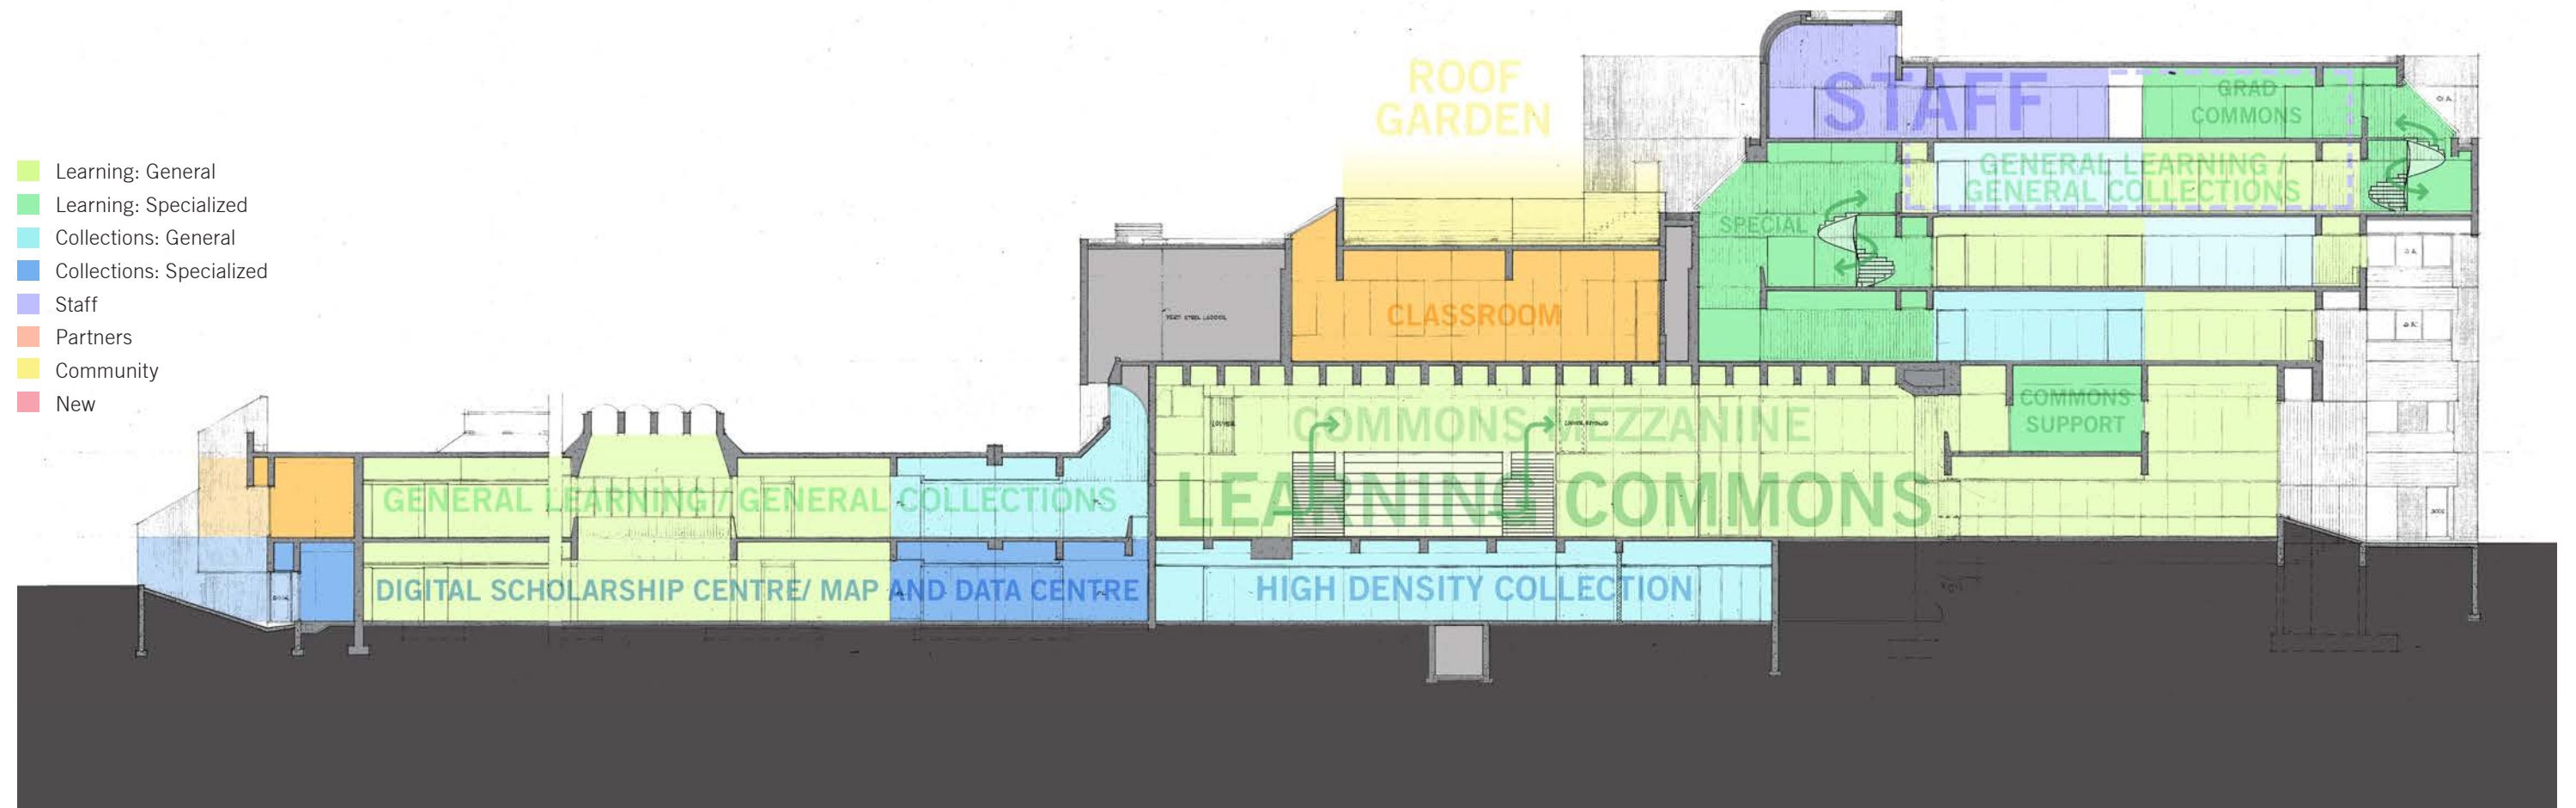 Learning: General
Learning: Specialized
Collections: General
Collections: Specialized
Staff
Partners
Community
New
ROOF
GARDEN
STAFF
GRAD
COMMONS
GENERAL LEARNING /
GENERAL COLLECTIONS
SPECIAL
CLASSROOM
COMMONS
SUPPORT
COMMONS MEZZANINE
LEARNING COMMONS
GENERAL LEARNING / GENERAL COLLECTIONS
DIGITAL SCHOLARSHIP CENTRE/ MAP AND DATA CENTRE
HIGH DENSITY COLLECTION